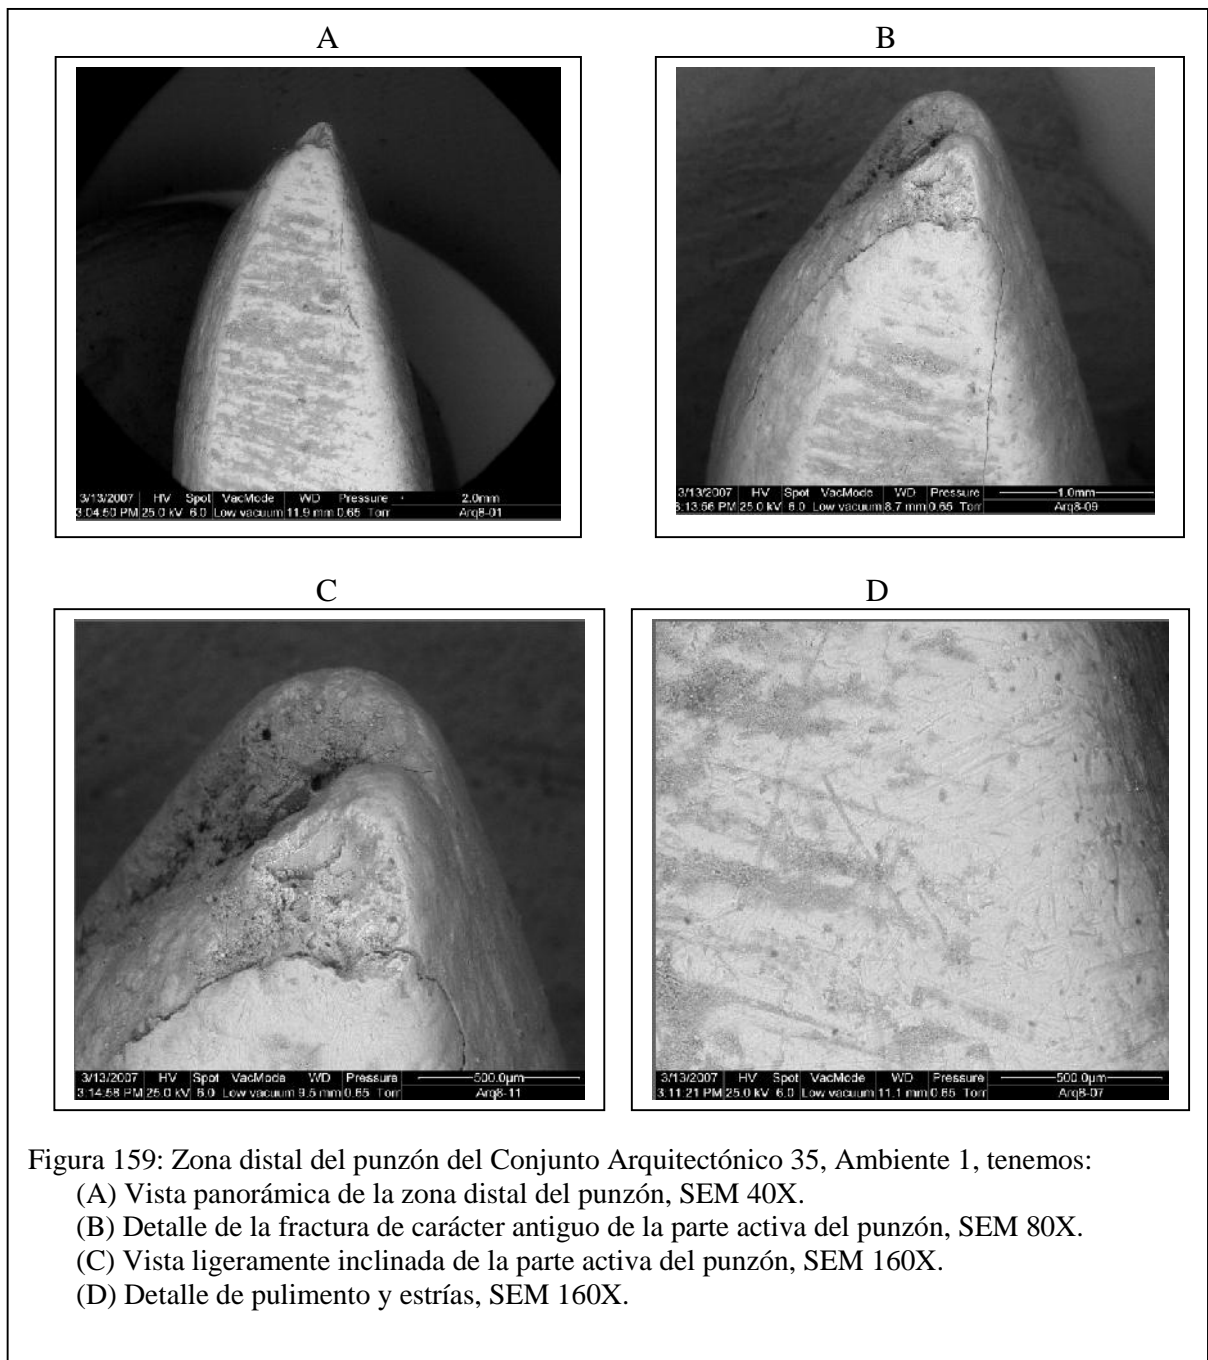 A
B
3/13/2007 HV Spot VacMode WD Pressure 2.0mm
3:04:50 PM 25.0 kV 6.0 Low vacuum 11.9 mm 0.65 Torr Arq8-01
3/13/2007 HV Spot VacMode WD Pressure 1.0mm
3:13:56 PM 25.0 kV 6.0 Low vacuum 8.7 mm 0.65 Torr Arq8-09
C
D
3/13/2007 HV Spot VacMode WD Pressure 500.0µm
3:14:58 PM 25.0 kV 6.0 Low vacuum 9.5 mm 0.65 Torr Arq8-11
3/13/2007 HV Spot VacMode WD Pressure 500.0µm
3:11:21 PM 25.0 kV 6.0 Low vacuum 11.1 mm 0.65 Torr Arq8-07
Figura 159: Zona distal del punzón del Conjunto Arquitectónico 35, Ambiente 1, tenemos:
(A) Vista panorámica de la zona distal del punzón, SEM 40X.
(B) Detalle de la fractura de carácter antiguo de la parte activa del punzón, SEM 80X.
(C) Vista ligeramente inclinada de la parte activa del punzón, SEM 160X.
(D) Detalle de pulimento y estrías, SEM 160X.